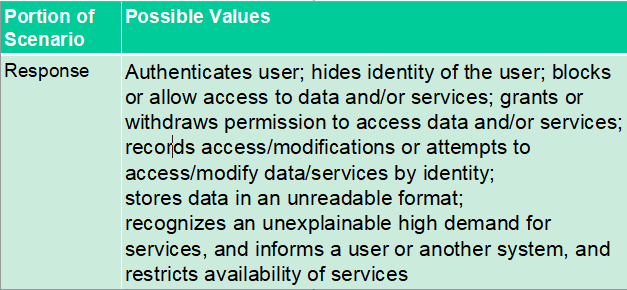 Portion of Scenario
Possible Values
Response
Authenticates user; hides identity of the user; blocks
or allow access to data and/or services; grants or
withdraws permission to access data and/or services;
records access/modifications or attempts to
access/modify data/services by identity;
stores data in an unreadable format;
recognizes an unexplainable high demand for
services, and informs a user or another system, and
restricts availability of services